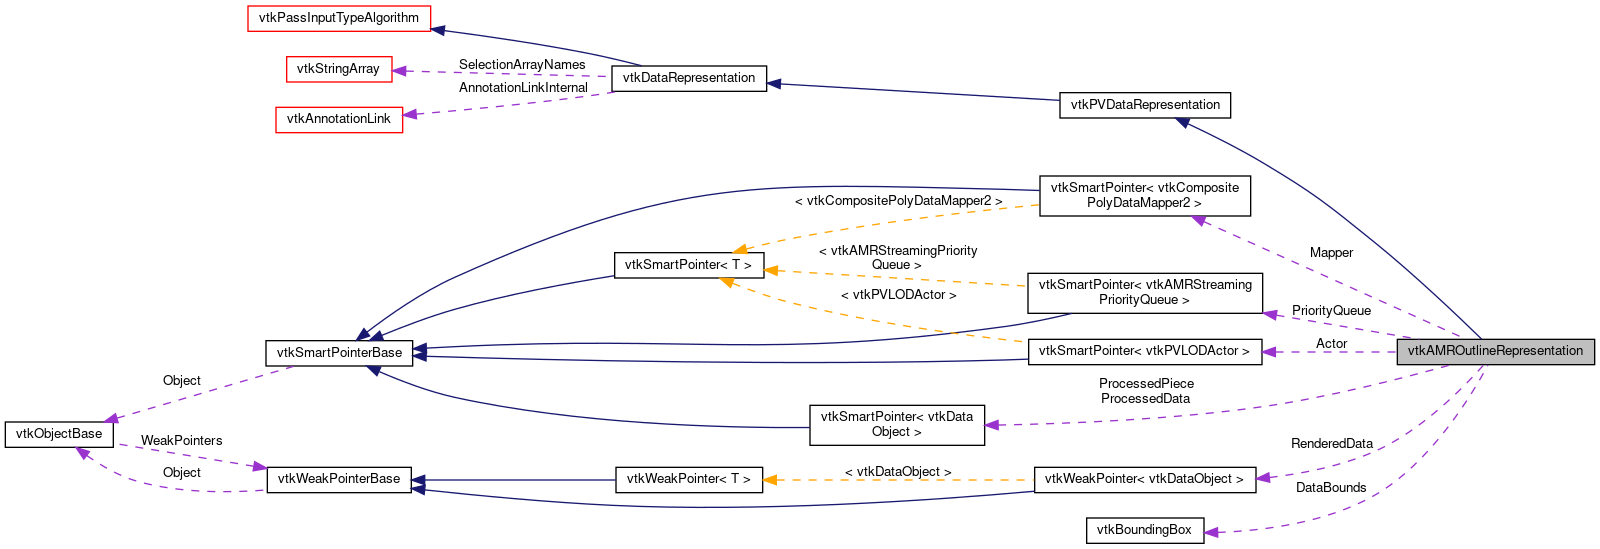 vtkPassInputTypeAlgorithm
vtkStringArray
SelectionArrayNames
vtkDataRepresentation
AnnotationLinkInternal
vtkAnnotationLink
vtkPVDataRepresentation
vtkSmartPointer< vtkComposite
PolyDataMapper2 >
< vtkCompositePolyDataMapper2 >
vtkSmartPointer< T >
< vtkAMRStreamingPriority
Queue >
< vtkPVLODActor >
vtkSmartPointer< vtkAMRStreaming
PriorityQueue >
Mapper
PriorityQueue
Actor
vtkSmartPointerBase
vtkSmartPointer< vtkPVLODActor >
vtkAMROutlineRepresentation
Object
ProcessedPiece
ProcessedData
vtkSmartPointer< vtkData
Object >
vtkObjectBase
WeakPointers
Object
vtkWeakPointerBase
vtkWeakPointer< T >
< vtkDataObject >
vtkWeakPointer< vtkDataObject >
RenderedData
DataBounds
vtkBoundingBox